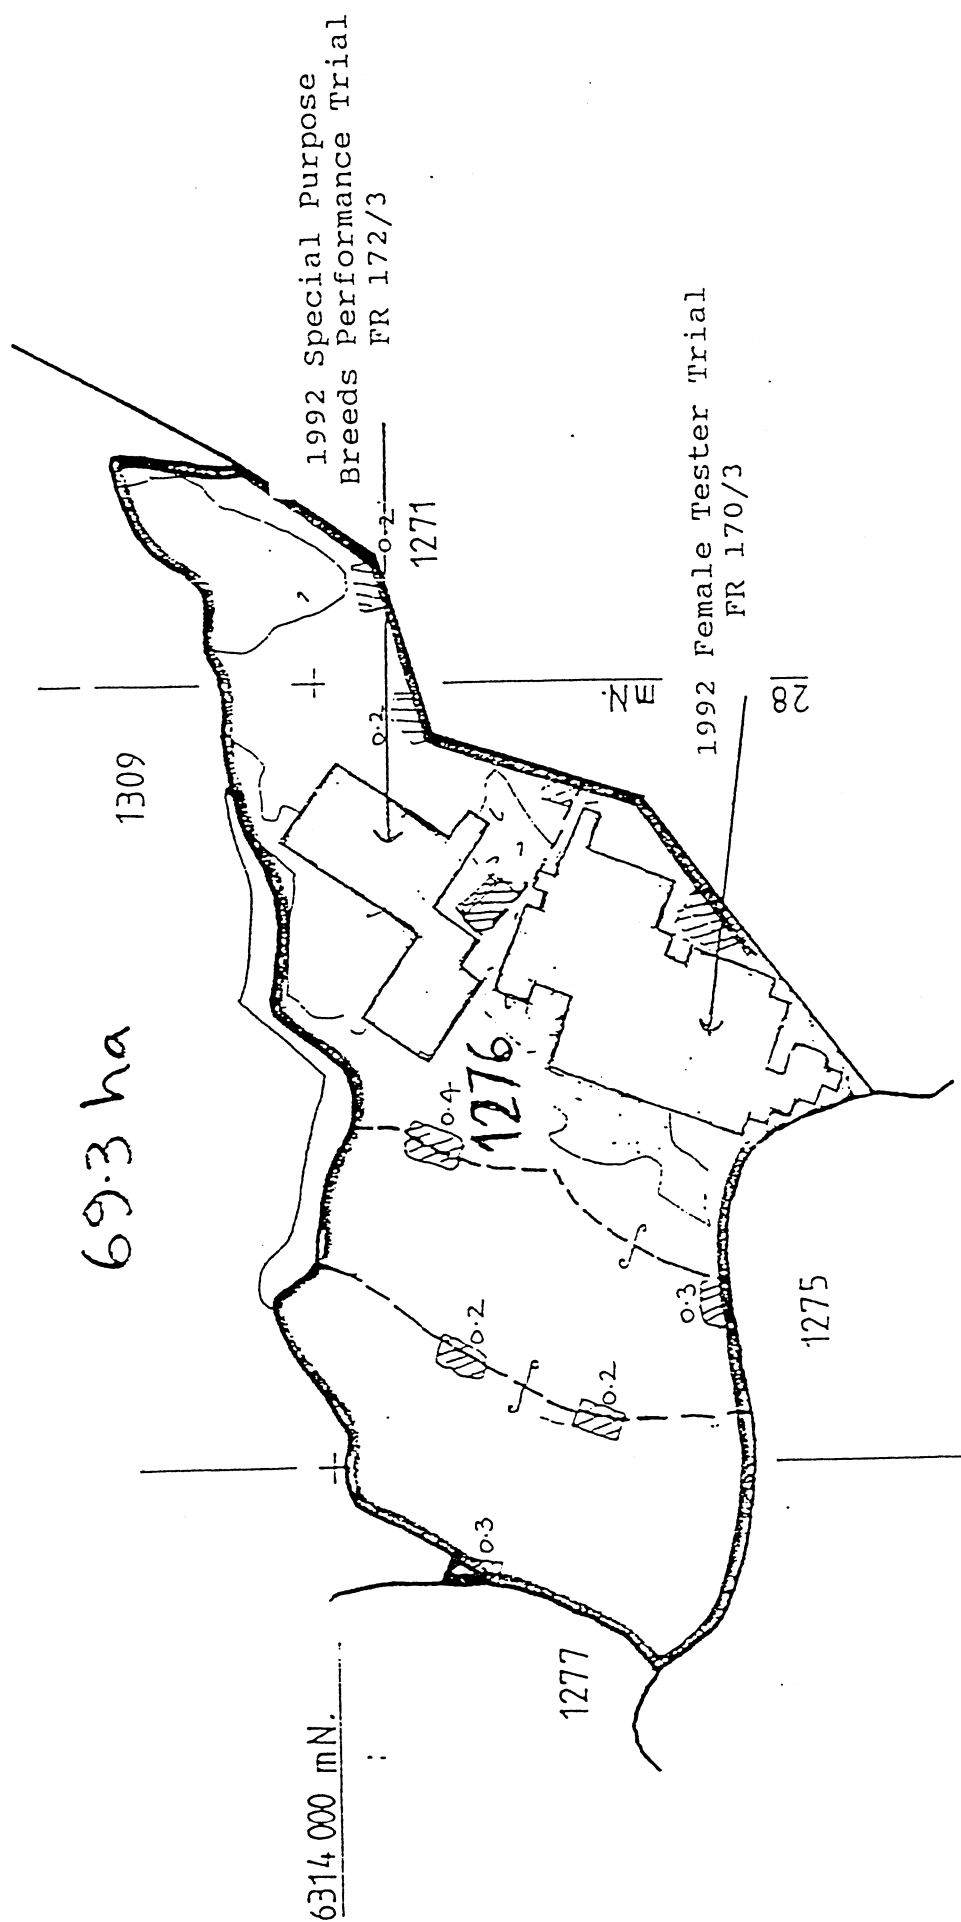 1992 Special Purpose
Breeds Performance Trial
FR 172/3
1309
69.3 ha
0.2
1271
0.2
1992 Female Tester Trial
FR 170/3
mN.
28
1276
0.4
0.2
0.2
0.3
1275
0.3
1277
6314 000 mN.